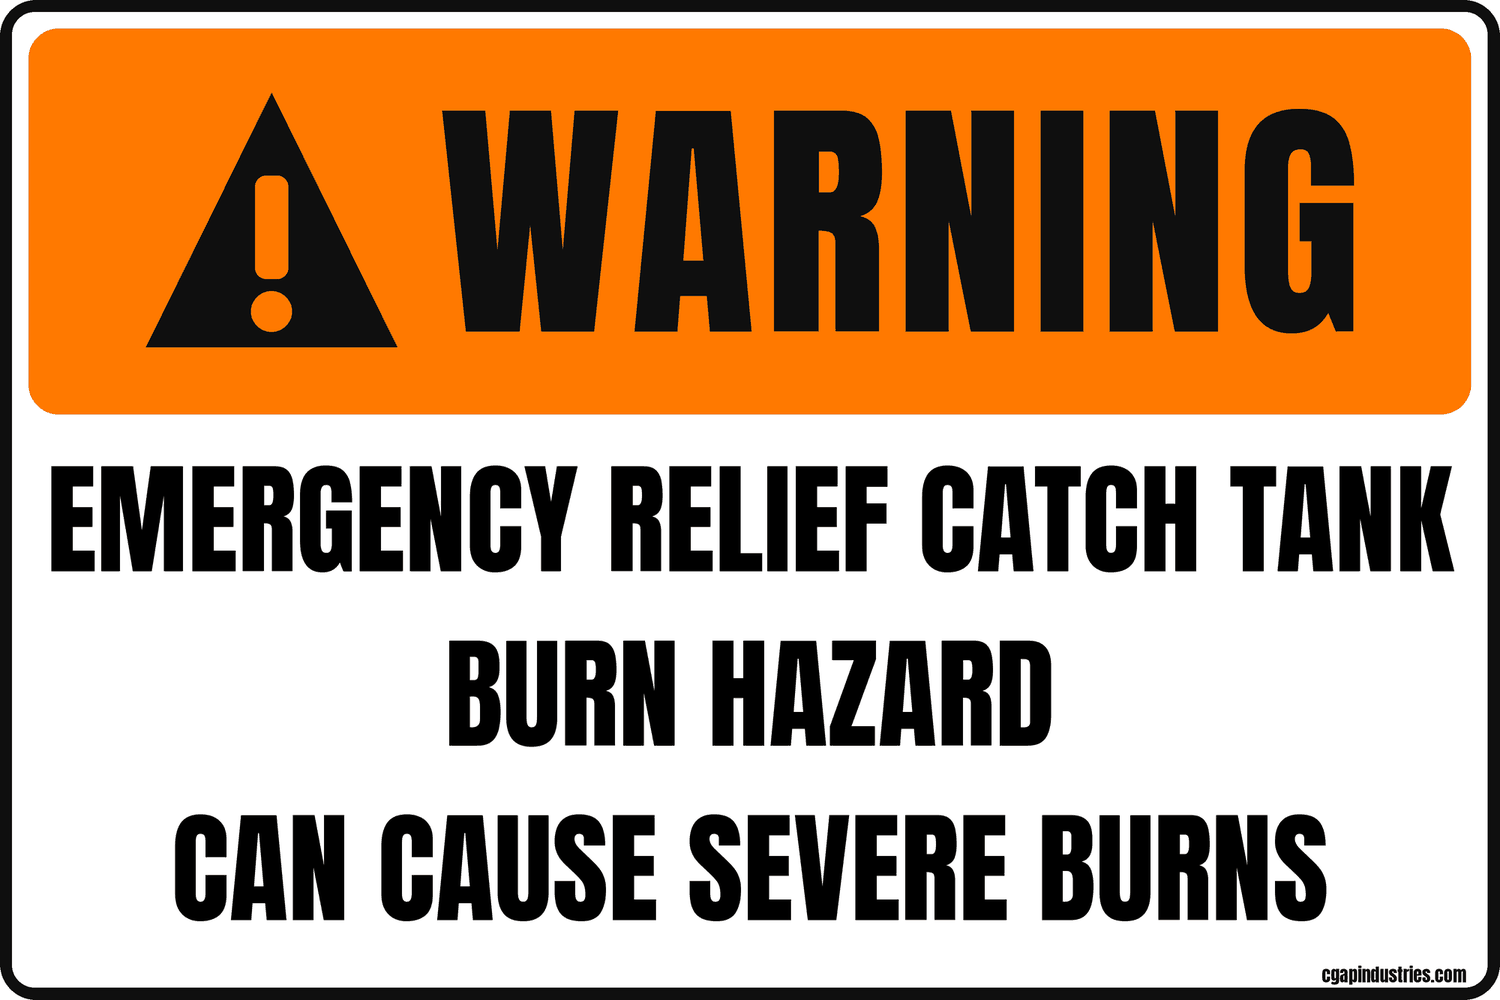 WARNING
EMERGENCY RELIEF CATCH TANK
BURN HAZARD
CAN CAUSE SEVERE BURNS
cgapindustries.com